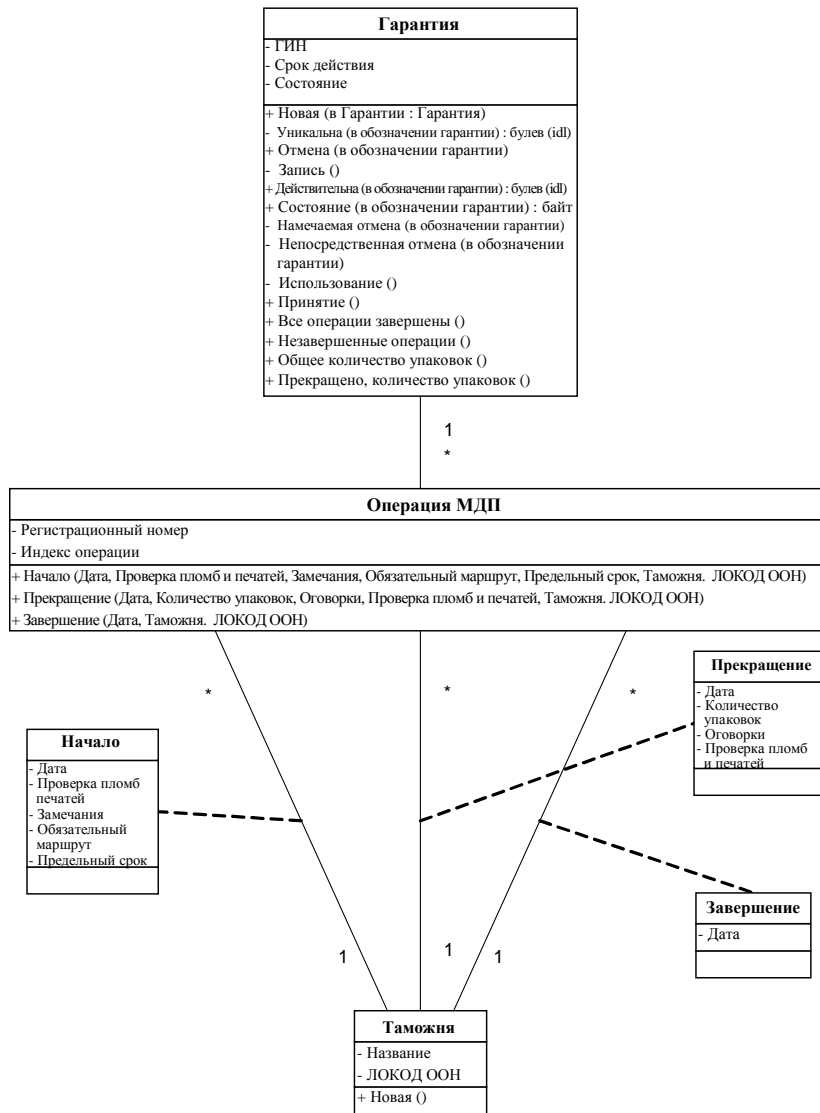 Гарантия
- ГИН
- Срок действия
- Состояние
+ Новая (в Гарантии : Гарантия)
- Уникальна (в обозначении гарантии) : булев (idl)
+ Отмена (в обозначении гарантии)
- Запись ()
+ Действительна (в обозначении гарантии) : булев (idl)
+ Состояние (в обозначении гарантии) : байт
- Намечаемая отмена (в обозначении гарантии)
- Непосредственная отмена (в обозначении
гарантии)
- Использование ()
+ Принятие ()
+ Все операции завершены ()
+ Незавершенные операции ()
+ Общее количество упаковок ()
+ Прекращено, количество упаковок ()
1
*
Операция МДП
- Регистрационный номер
- Индекс операции
+ Начало (Дата, Проверка пломб и печатей, Замечания, Обязательный маршрут, Предельный срок, Таможня. ЛОКОД ООН)
+ Прекращение (Дата, Количество упаковок, Оговорки, Проверка пломб и печатей, Таможня. ЛОКОД ООН)
+ Завершение (Дата, Таможня. ЛОКОД ООН)
*
*
*
Прекращение
- Дата
- Количество
упаковок
- Оговорки
- Проверка пломб
и печатей
Начало
- Дата
- Проверка пломб
печатей
- Замечания
- Обязательный
маршрут
- Предельный срок
Завершение
- Дата
1
1
1
Таможня
- Название
- ЛОКОД ООН
+ Новая ()